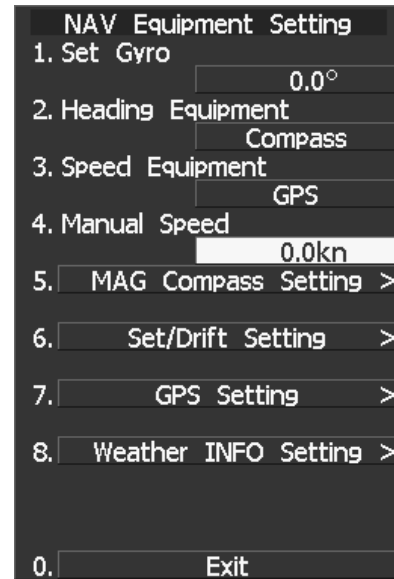 NAV Equipment Setting
1. Set Gyro
0.0°
2. Heading Equipment
Compass
3. Speed Equipment
GPS
4. Manual Speed
0.0kn
5. MAG Compass Setting >
6. Set/Drift Setting >
7. GPS Setting >
8. Weather INFO Setting >
0. Exit